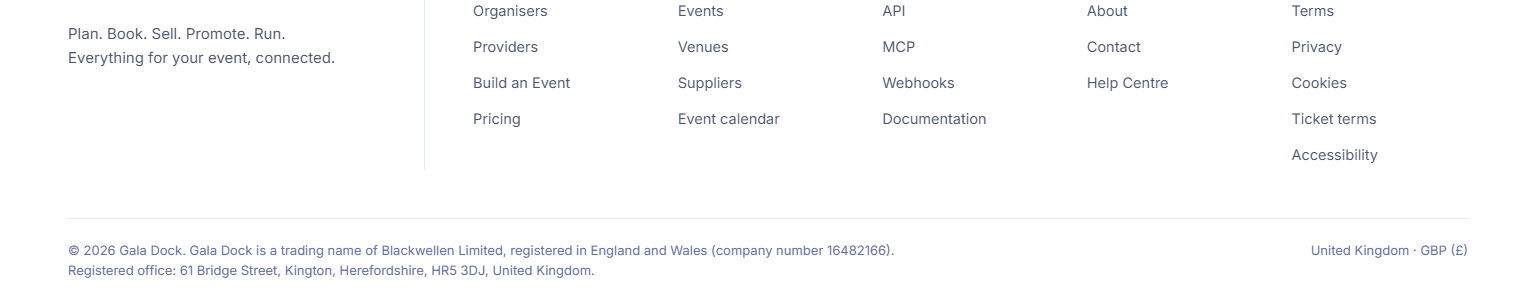 Plan. Book. Sell. Promote. Run.
Everything for your event, connected.
Organisers
Providers
Build an Event
Pricing
Events
Venues
Suppliers
Event calendar
API
MCP
Webhooks
Documentation
About
Contact
Help Centre
Terms
Privacy
Cookies
Ticket terms
Accessibility
© 2026 Gala Dock. Gala Dock is a trading name of Blackwellen Limited, registered in England and Wales (company number 16482166).
Registered office: 61 Bridge Street, Kington, Herefordshire, HR5 3DJ, United Kingdom.
United Kingdom · GBP (£)